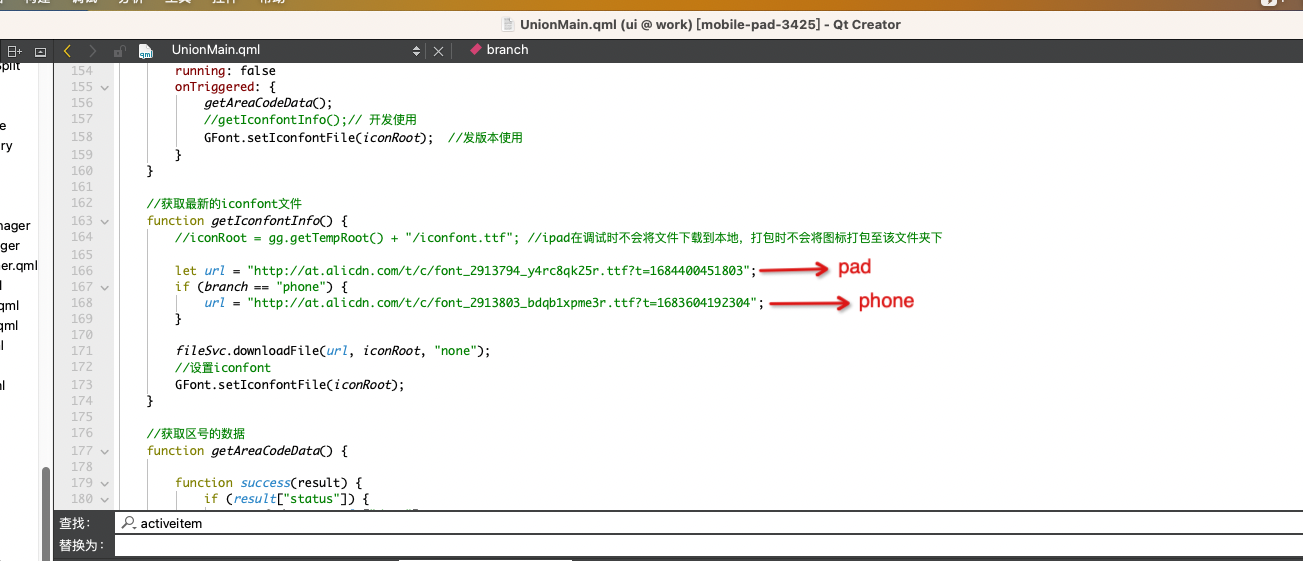 UnionMain.qml (ui @ work) [mobile-pad-3425] - Qt Creator
UnionMain.qml
branch
154 running: false
155 onTriggered: {
156 getAreaCodeData();
157 //getIconfontInfo();// 开发使用
158 GFont.setIconfontFile(iconRoot); //发版本使用
159 }
160 }
161
162 //获取最新的iconfont文件
163 function getIconfontInfo() {
164 //iconRoot = gg.getTempRoot() + "/iconfont.ttf"; //ipad在调试时不会将文件下载到本地，打包时不会将图标打包至该文件夹下
165
166 let url = "http://at.alicdn.com/t/c/font_2913794_y4rc8qk25r.ttf?t=1684400451803"; pad
167 if (branch == "phone") {
168 url = "http://at.alicdn.com/t/c/font_2913803_bdqb1xpme3r.ttf?t=1683604192304"; phone
169 }
170
171 fileSvc.downloadFile(url, iconRoot, "none");
172 //设置iconfont
173 GFont.setIconfontFile(iconRoot);
174 }
175
176 //获取区号的数据
177 function getAreaCodeData() {
178
179 function success(result) {
180 if (result["status"]) {
查找: activeitem
替换为: